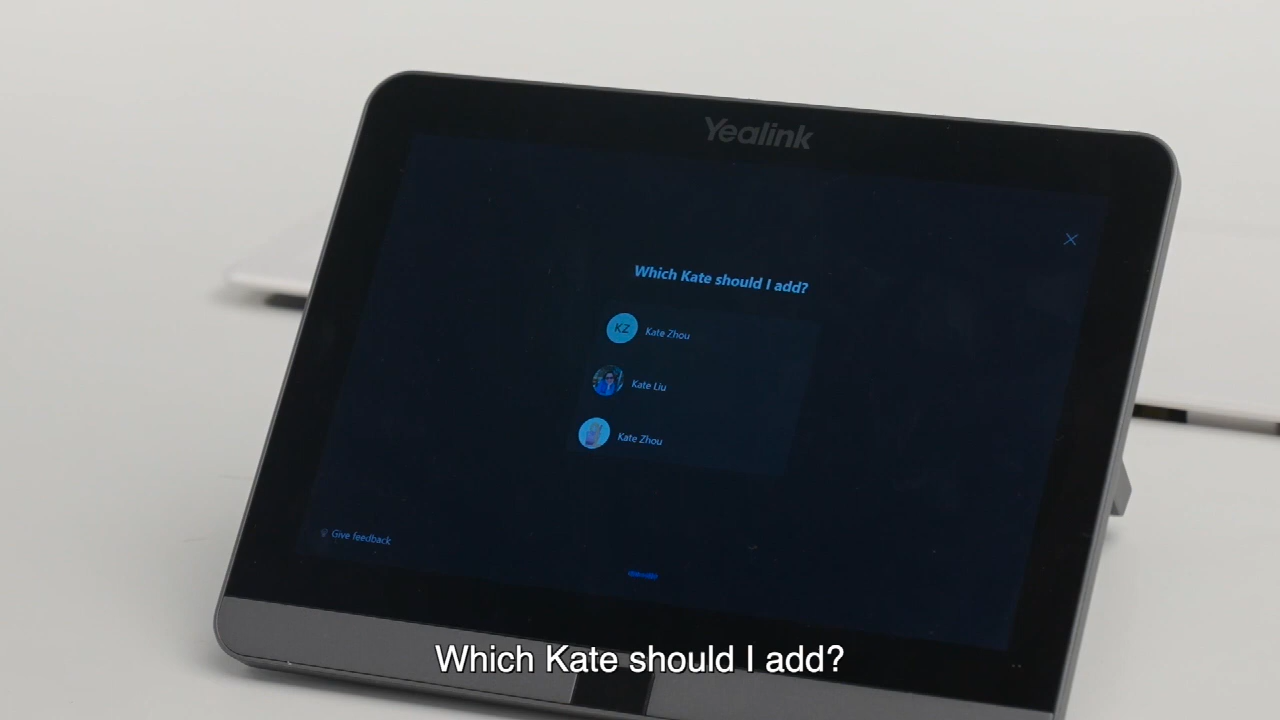 Yealink
Which Kate should I add?
KZ Kate Zhou
Kate Liu
Kate Zhou
Give feedback
Which Kate should I add?